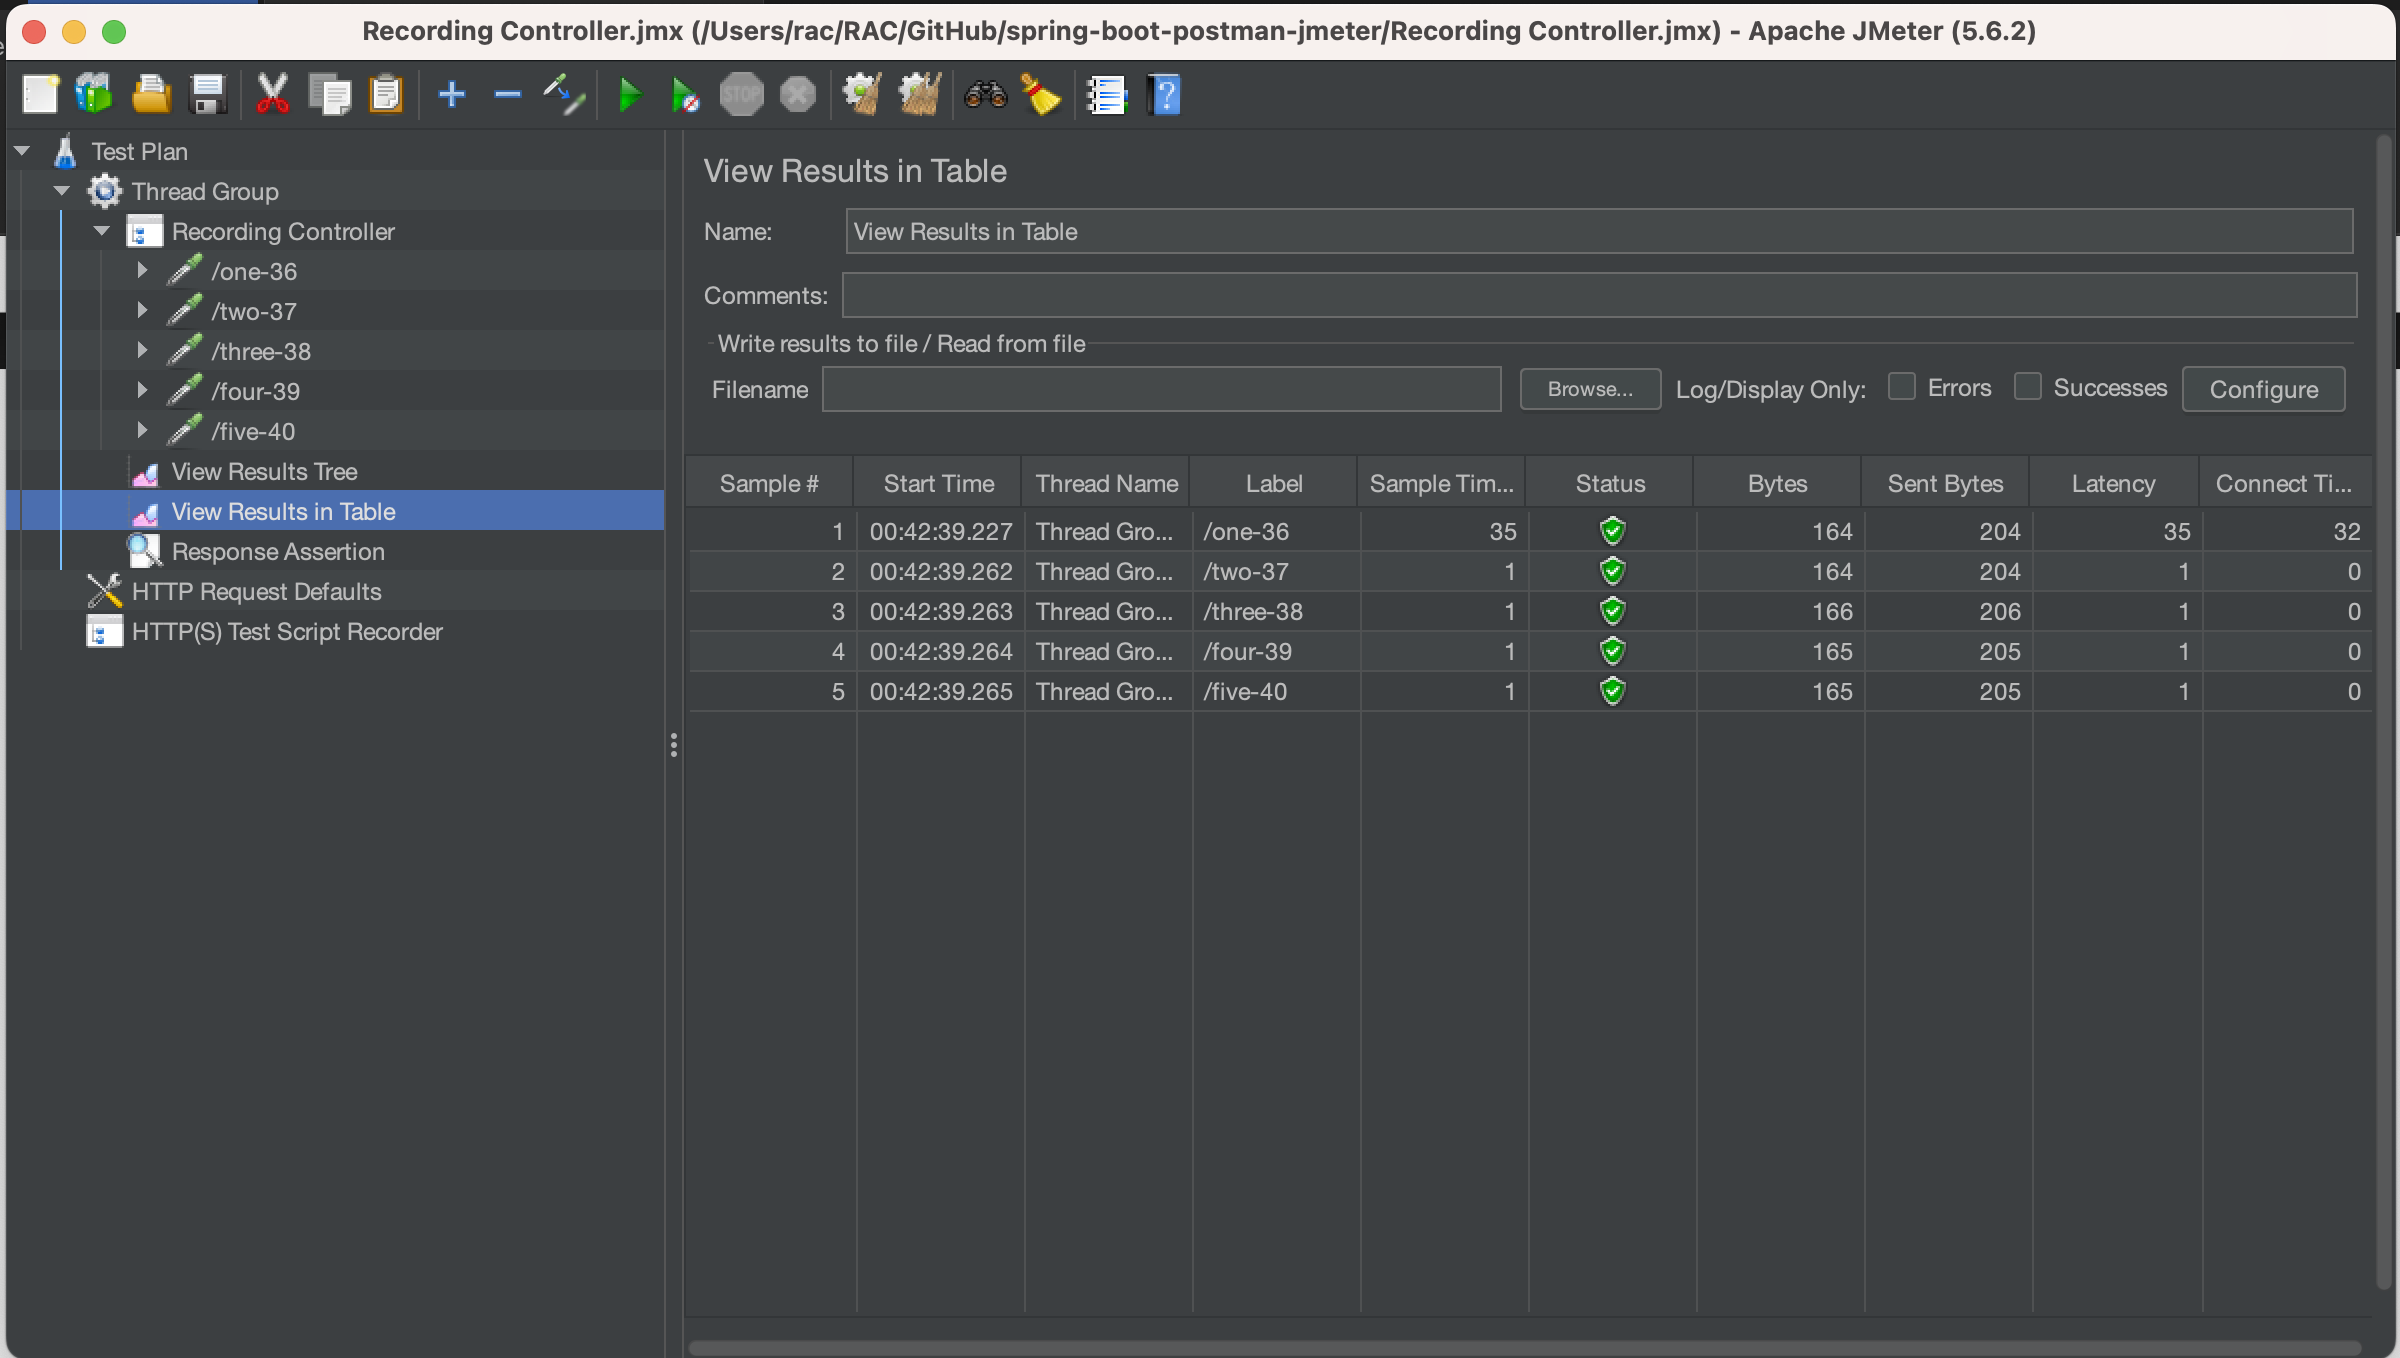 Recording Controller.jmx (/Users/rac/RAC/GitHub/spring-boot-postman-jmeter/Recording Controller.jmx) - Apache JMeter (5.6.2)
STOP
?
Test Plan
Thread Group
Recording Controller
/one-36
/two-37
/three-38
/four-39
/five-40
View Results Tree
View Results in Table
Response Assertion
HTTP Request Defaults
HTTP(S) Test Script Recorder
View Results in Table
Name: View Results in Table
Comments:
Write results to file / Read from file
Filename Browse... Log/Display Only: Errors Successes Configure
Sample # Start Time Thread Name Label Sample Tim... Status Bytes Sent Bytes Latency Connect Ti...
1 00:42:39.227 Thread Gro... /one-36 35 164 204 35 32
2 00:42:39.262 Thread Gro... /two-37 1 164 204 1 0
3 00:42:39.263 Thread Gro... /three-38 1 166 206 1 0
4 00:42:39.264 Thread Gro... /four-39 1 165 205 1 0
5 00:42:39.265 Thread Gro... /five-40 1 165 205 1 0